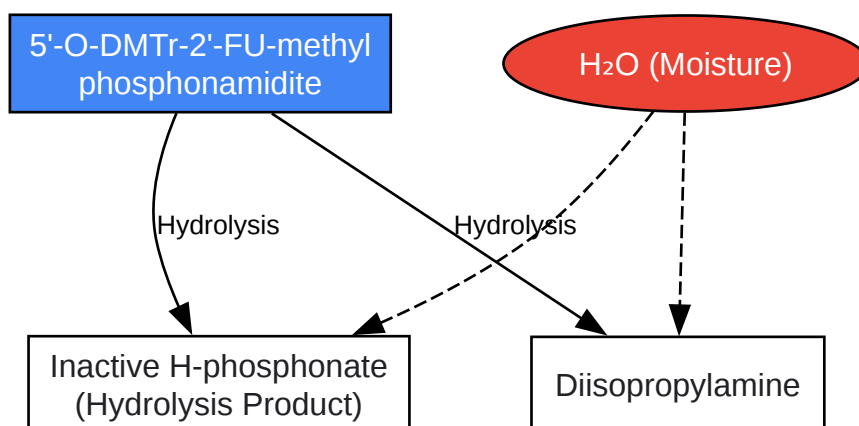 5'-O-DMTr-2'-FU-methyl
phosphonamidite
H₂O (Moisture)
Hydrolysis
Hydrolysis
Inactive H-phosphonate
(Hydrolysis Product)
Diisopropylamine